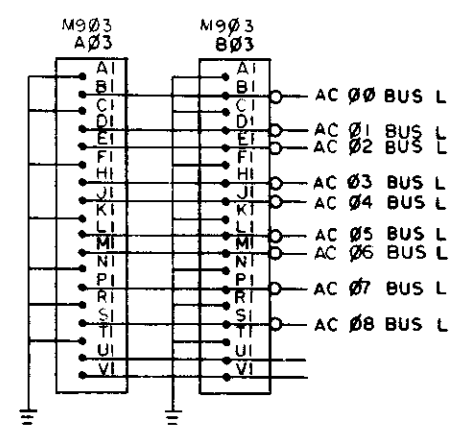 M9Ø3 M9Ø3
AØ3 BØ3
A1 A1
B1 B1
AC ØØ BUS L
C1 C1
D1 D1
AC Ø1 BUS L
E1 E1
AC Ø2 BUS L
F1 F1
H1 H1
AC Ø3 BUS L
J1 J1
AC Ø4 BUS L
K1 K1
L1 L1
AC Ø5 BUS L
M1 M1
AC Ø6 BUS L
N1 N1
P1 P1
AC Ø7 BUS L
R1 R1
S1 S1
AC Ø8 BUS L
T1 T1
U1 U1
V1 V1